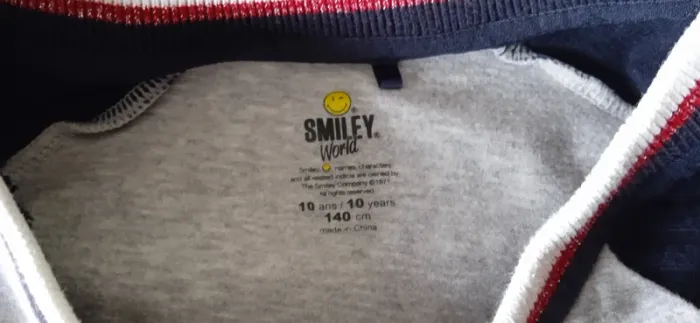 SMILEY®
World
Smiley, names, characters
and all related indicia are owned by
The Smiley Company ©1971
All rights reserved
10 ans / 10 years
140 cm
made in China